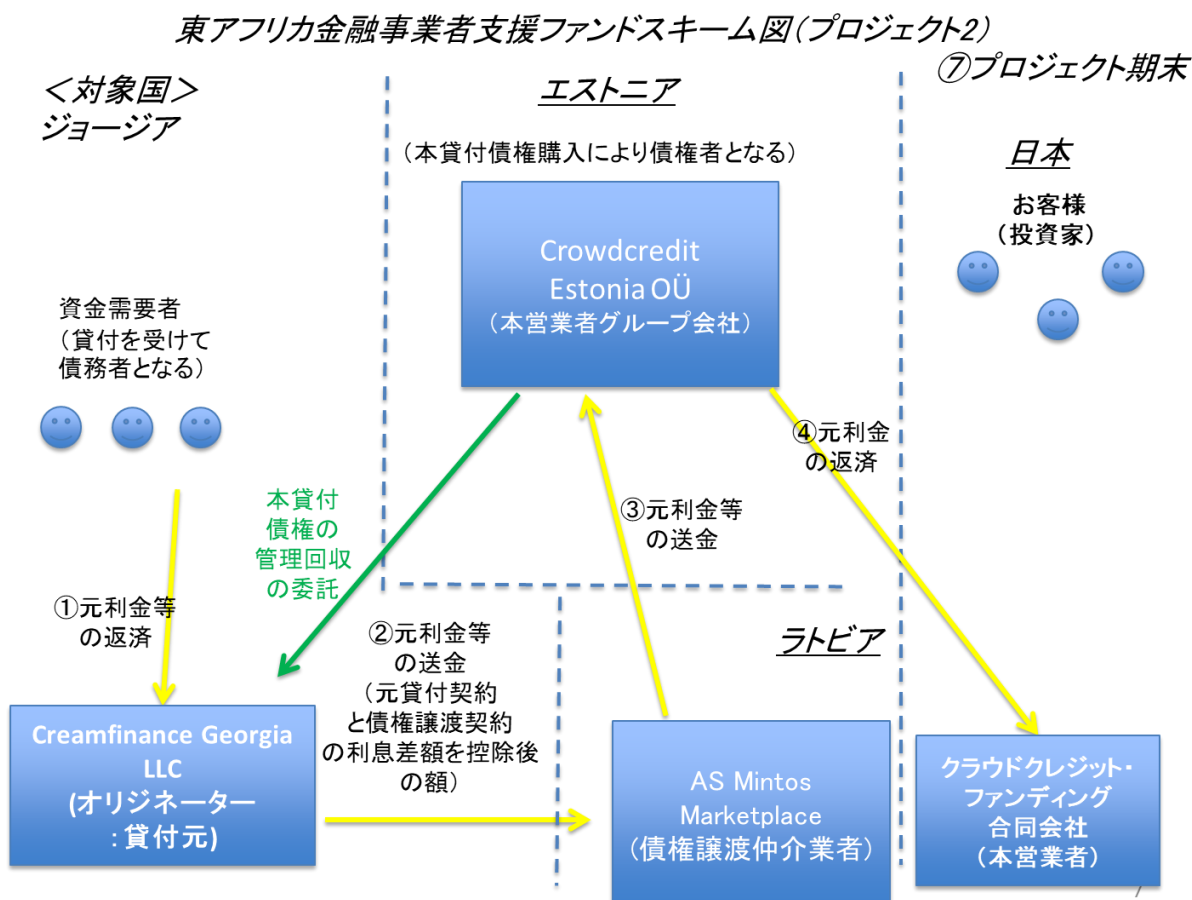 東アフリカ金融事業者支援ファンドスキーム図(プロジェクト2)
⑦プロジェクト期末
<対象国>
ジョージア
エストニア
(本貸付債権購入により債権者となる)
日本
お客様
(投資家)
Crowdcredit
Estonia OÜ
(本営業者グループ会社)
資金需要者
(貸付を受けて
債務者となる)
④元利金
の返済
本貸付
債権の
管理回収
の委託
③元利金等
の送金
①元利金等
の返済
②元利金等
の送金
(元貸付契約
と債権譲渡契約
の利息差額を控除後
の額)
ラトビア
Creamfinance Georgia
LLC
(オリジネーター
:貸付元)
AS Mintos
Marketplace
(債権譲渡仲介業者)
クラウドクレジット・
ファンディング
合同会社
(本営業者)